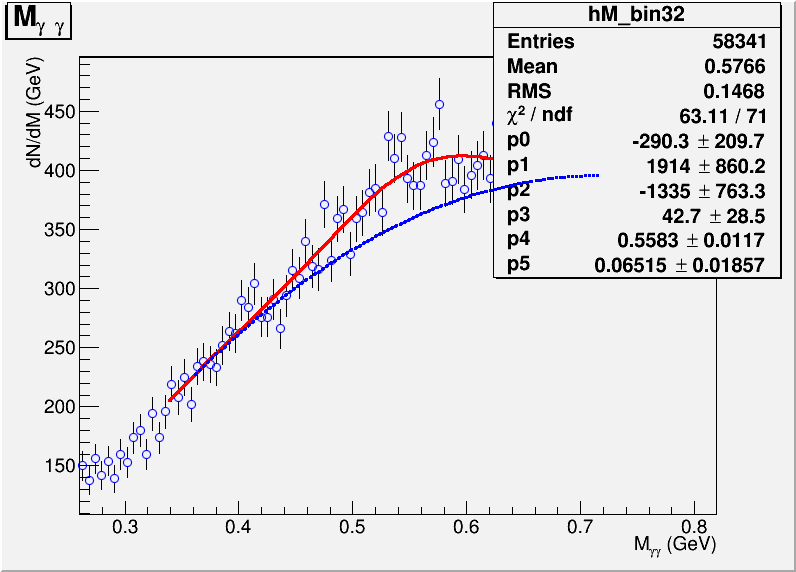 M γ γ
hM_bin32
Entries 58341
Mean 0.5766
RMS 0.1468
χ² / ndf 63.11 / 71
p0 -290.3 ± 209.7
p1 1914 ± 860.2
p2 -1335 ± 763.3
p3 42.7 ± 28.5
p4 0.5583 ± 0.0117
p5 0.06515 ± 0.01857
dN/dM (GeV)
450
400
350
300
250
200
150
0.3 0.4 0.5 0.6 0.7 0.8
Mγγ (GeV)